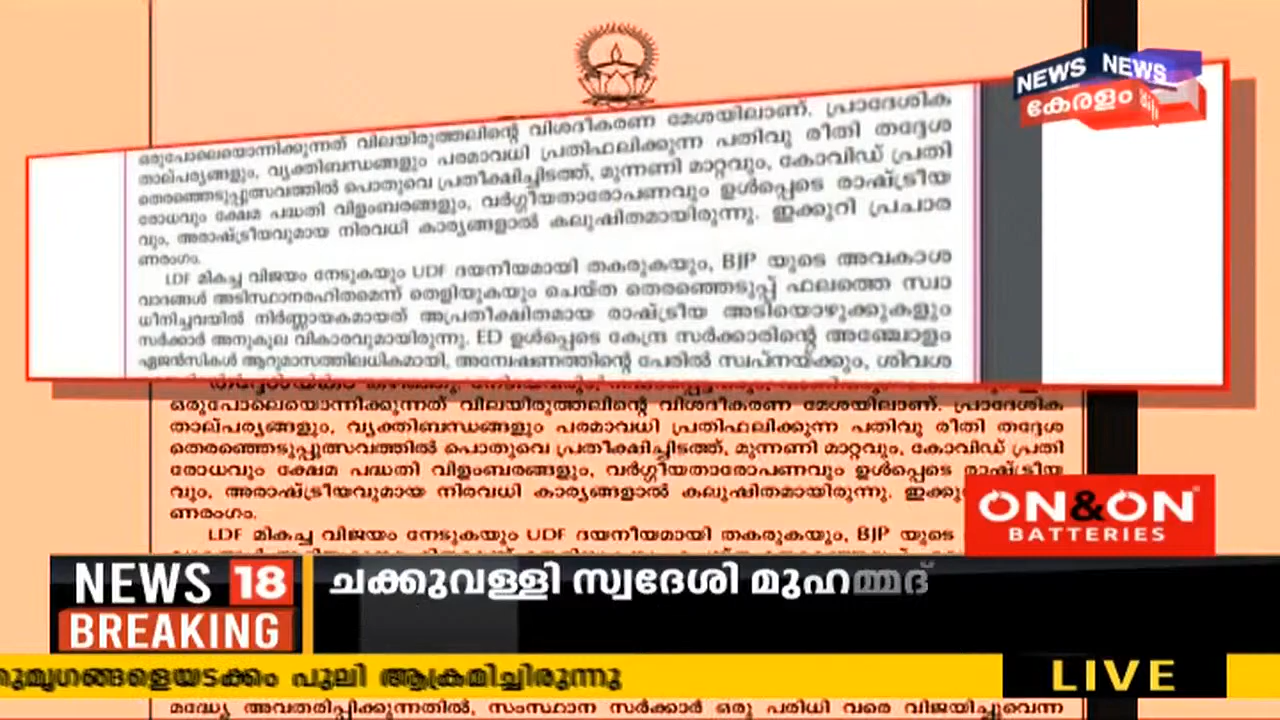 NEWS NEWS
കേരളം
ഒരുപോലെയൊന്നിക്കുന്നത് വിലയിരുത്തലിന്റെ വിശദീകരണ മേശയിലാണ്. പ്രാദേശിക
താല്പര്യങ്ങളും, വ്യക്തിബന്ധങ്ങളും പരമാവധി പ്രതിഫലിക്കുന്ന പതിവു രീതി തദ്ദേശ
തെരഞ്ഞെടുപ്പുത്സവത്തിൽ പൊതുവെ പ്രതീക്ഷിച്ചിടത്ത്, മുന്നണി മാറ്റവും, കോവിഡ് പ്രതി
രോധവും ക്ഷേമ പദ്ധതി വിളംബരങ്ങളും, വർഗ്ഗീയതാരോപണവും ഉൾപ്പെടെ രാഷ്ട്രീയ
വും, അരാഷ്ട്രീയവുമായ നിരവധി കാര്യങ്ങളാൽ കലുഷിതമായിരുന്നു. ഇക്കുറി പ്രചാര
ണരംഗം.
LDF മികച്ച വിജയം നേടുകയും UDF ദയനീയമായി തകരുകയും, BJP യുടെ അവകാശ
വാദങ്ങൾ അടിസ്ഥാനരഹിതമെന്ന് തെളിയുകയും ചെയ്ത തെരഞ്ഞെടുപ്പ് ഫലത്തെ സ്വാ
ധീനിച്ചവയിൽ നിർണ്ണായകമായത് അപ്രതീക്ഷിതമായ രാഷ്ട്രീയ അടിയൊഴുക്കുകളും
സർക്കാർ അനുകൂല വികാരവുമായിരുന്നു. ED ഉൾപ്പെടെ കേന്ദ്ര സർക്കാരിന്റെ അഞ്ചോളം
ഏജൻസികൾ ആറുമാസത്തിലധികമായി, അന്വേഷണത്തിന്റെ പേരിൽ സ്വപ്നയ്ക്കും, ശിവശ
ഒരുപോലെയൊന്നിക്കുന്നത് വിലയിരുത്തലിന്റെ വിശദീകരണ മേശയിലാണ്. പ്രാദേശിക
താല്പര്യങ്ങളും, വ്യക്തിബന്ധങ്ങളും പരമാവധി പ്രതിഫലിക്കുന്ന പതിവു രീതി തദ്ദേശ
തെരഞ്ഞെടുപ്പുത്സവത്തിൽ പൊതുവെ പ്രതീക്ഷിച്ചിടത്ത്, മുന്നണി മാറ്റവും, കോവിഡ് പ്രതി
രോധവും ക്ഷേമ പദ്ധതി വിളംബരങ്ങളും, വർഗ്ഗീയതാരോപണവും ഉൾപ്പെടെ രാഷ്ട്രീയ
വും, അരാഷ്ട്രീയവുമായ നിരവധി കാര്യങ്ങളാൽ കലുഷിതമായിരുന്നു.
ണരംഗം.
LDF മികച്ച വിജയം നേടുകയും UDF ദയനീയമായി തകരുകയും, BJP യുടെ
ON&ON
BATTERIES
NEWS 18
BREAKING
ചക്കുവള്ളി സ്വദേശി മുഹമ്മദ്
പുലി ആക്രമിച്ചിരുന്നു
LIVE
മദ്ധ്യേ അവതരിപ്പിക്കുന്നതിൽ, സംസ്ഥാന സർക്കാർ ഒരു പരിധി വരെ വിജയിച്ചുവെന്ന